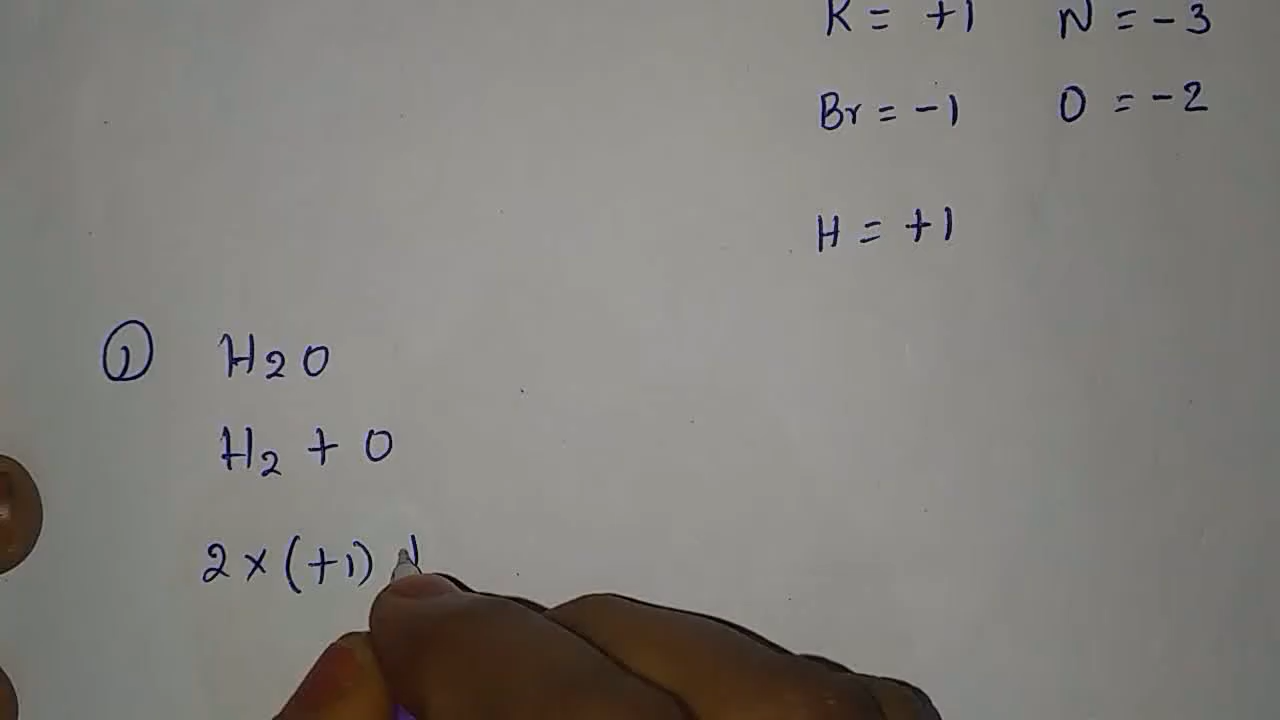 K = +1 N = -3
Br = -1 O = -2
H = +1
① H2O
H2 + O
2 × (+1)